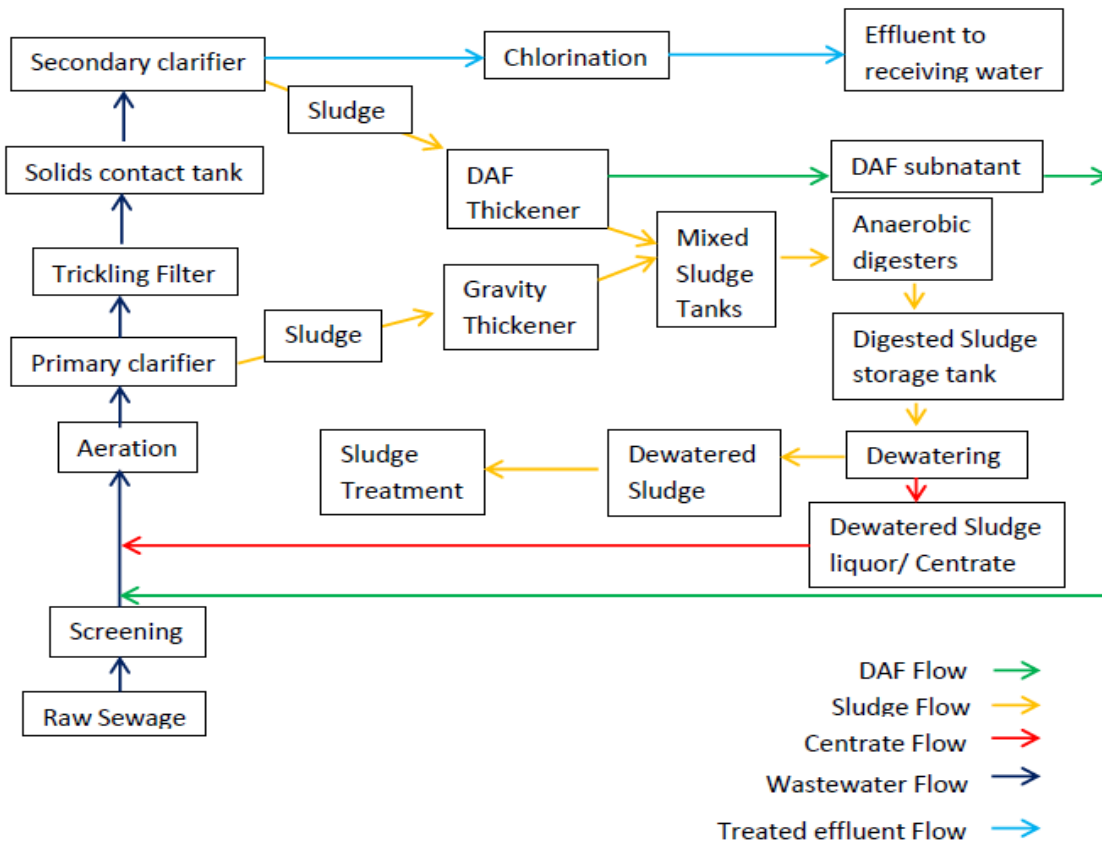 Secondary clarifier
Chlorination
Effluent to
receiving water
Sludge
Solids contact tank
DAF
Thickener
DAF subnatant
Mixed
Sludge
Tanks
Anaerobic
digesters
Trickling Filter
Gravity
Thickener
Sludge
Primary clarifier
Digested Sludge
storage tank
Aeration
Sludge
Treatment
Dewatered
Sludge
Dewatering
Dewatered Sludge
liquor/ Centrate
Screening
Raw Sewage
DAF Flow
Sludge Flow
Centrate Flow
Wastewater Flow
Treated effluent Flow